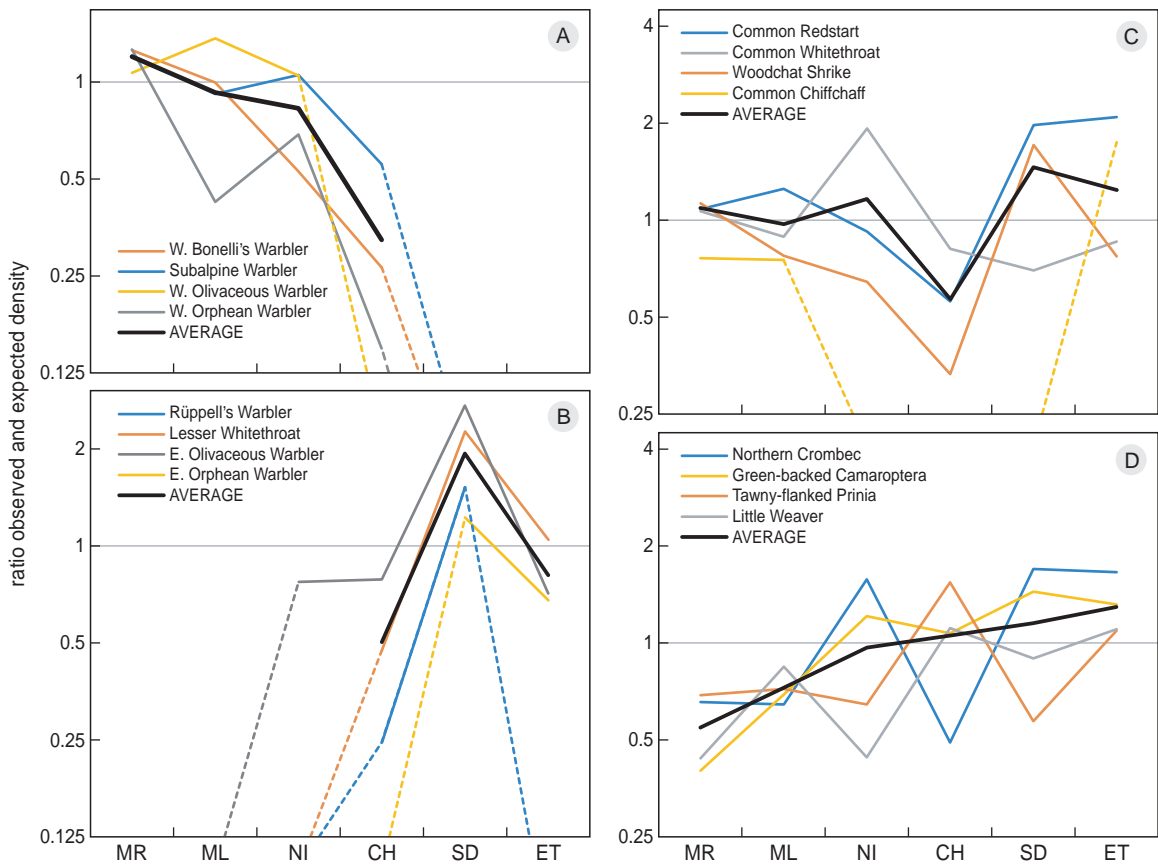 ratio observed and expected density
A
1
0.5
0.25
0.125
W. Bonelli's Warbler
Subalpine Warbler
W. Olivaceous Warbler
W. Orphean Warbler
AVERAGE
B
2
1
0.5
0.25
0.125
Rüppell's Warbler
Lesser Whitethroat
E. Olivaceous Warbler
E. Orphean Warbler
AVERAGE
MR ML NI CH SD ET
C
4
2
1
0.5
0.25
Common Redstart
Common Whitethroat
Woodchat Shrike
Common Chiffchaff
AVERAGE
D
4
2
1
0.5
0.25
Northern Crombec
Green-backed Camaroptera
Tawny-flanked Prinia
Little Weaver
AVERAGE
MR ML NI CH SD ET